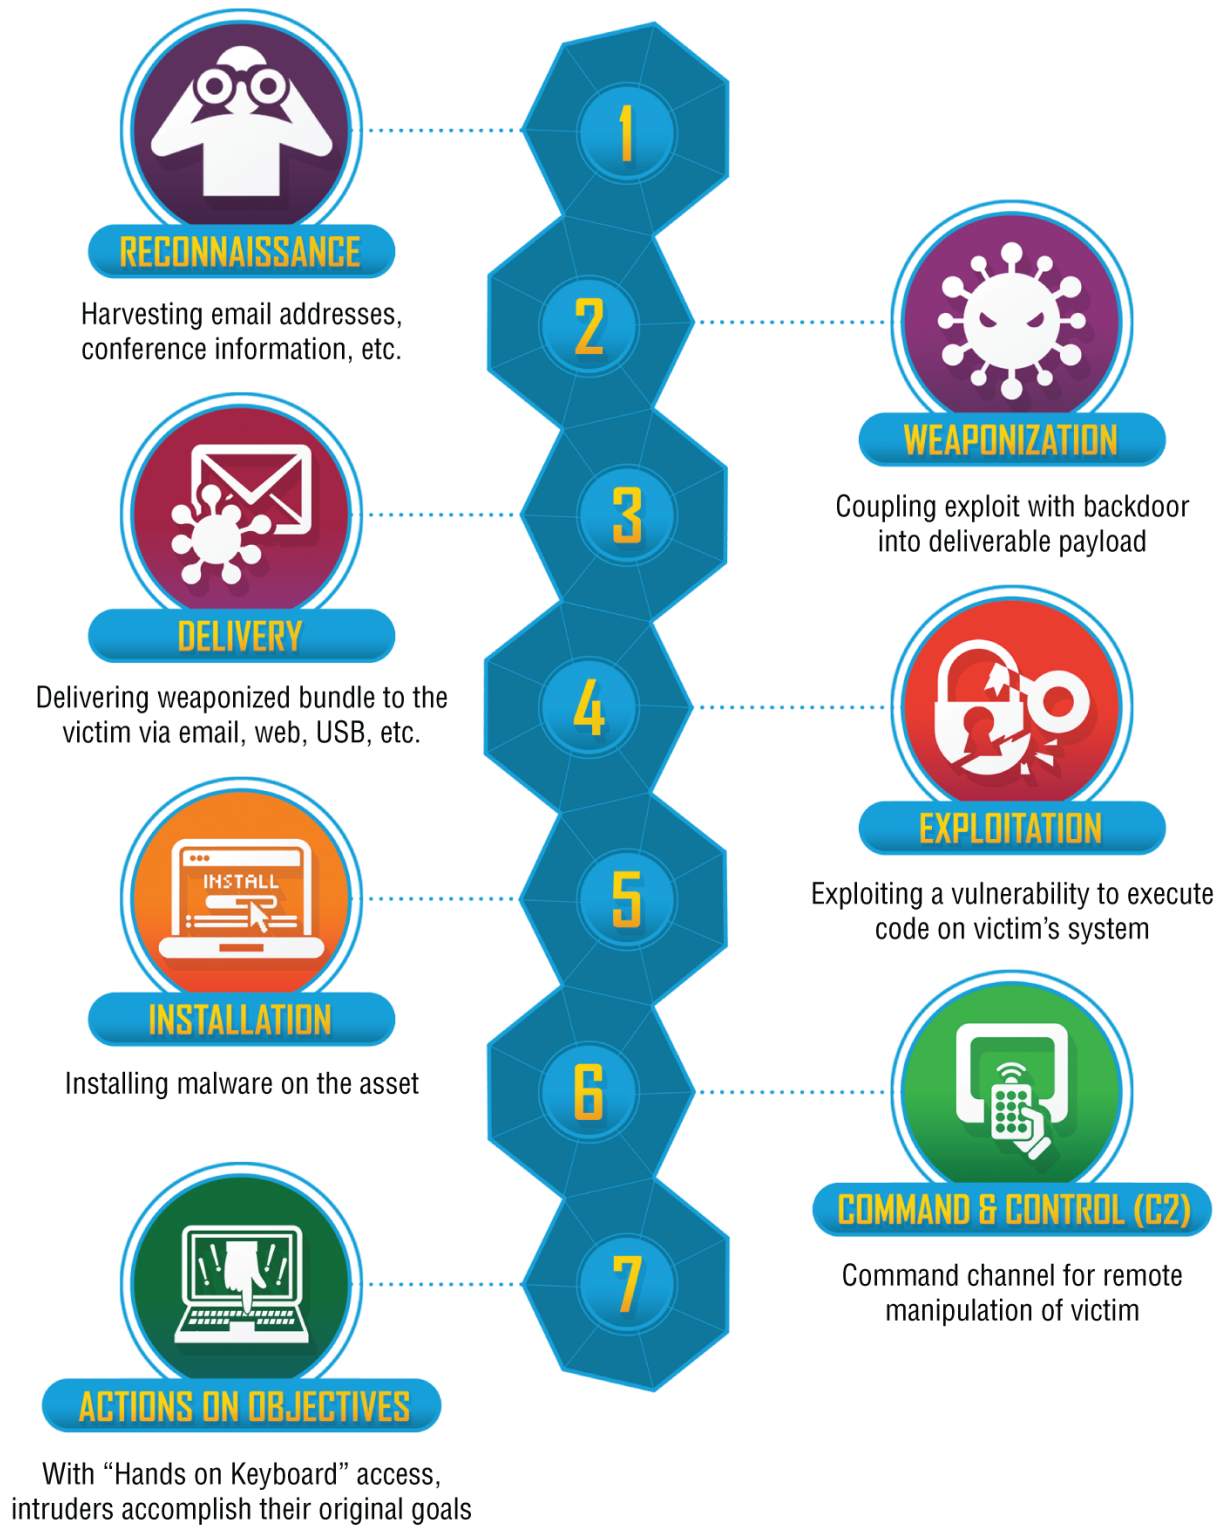 1
RECONNAISSANCE
Harvesting email addresses,
conference information, etc.
2
WEAPONIZATION
Coupling exploit with backdoor
into deliverable payload
3
DELIVERY
Delivering weaponized bundle to the
victim via email, web, USB, etc.
4
EXPLOITATION
Exploiting a vulnerability to execute
code on victim’s system
5
INSTALL
INSTALLATION
Installing malware on the asset
6
COMMAND & CONTROL (C2)
Command channel for remote
manipulation of victim
7
ACTIONS ON OBJECTIVES
With “Hands on Keyboard” access,
intruders accomplish their original goals